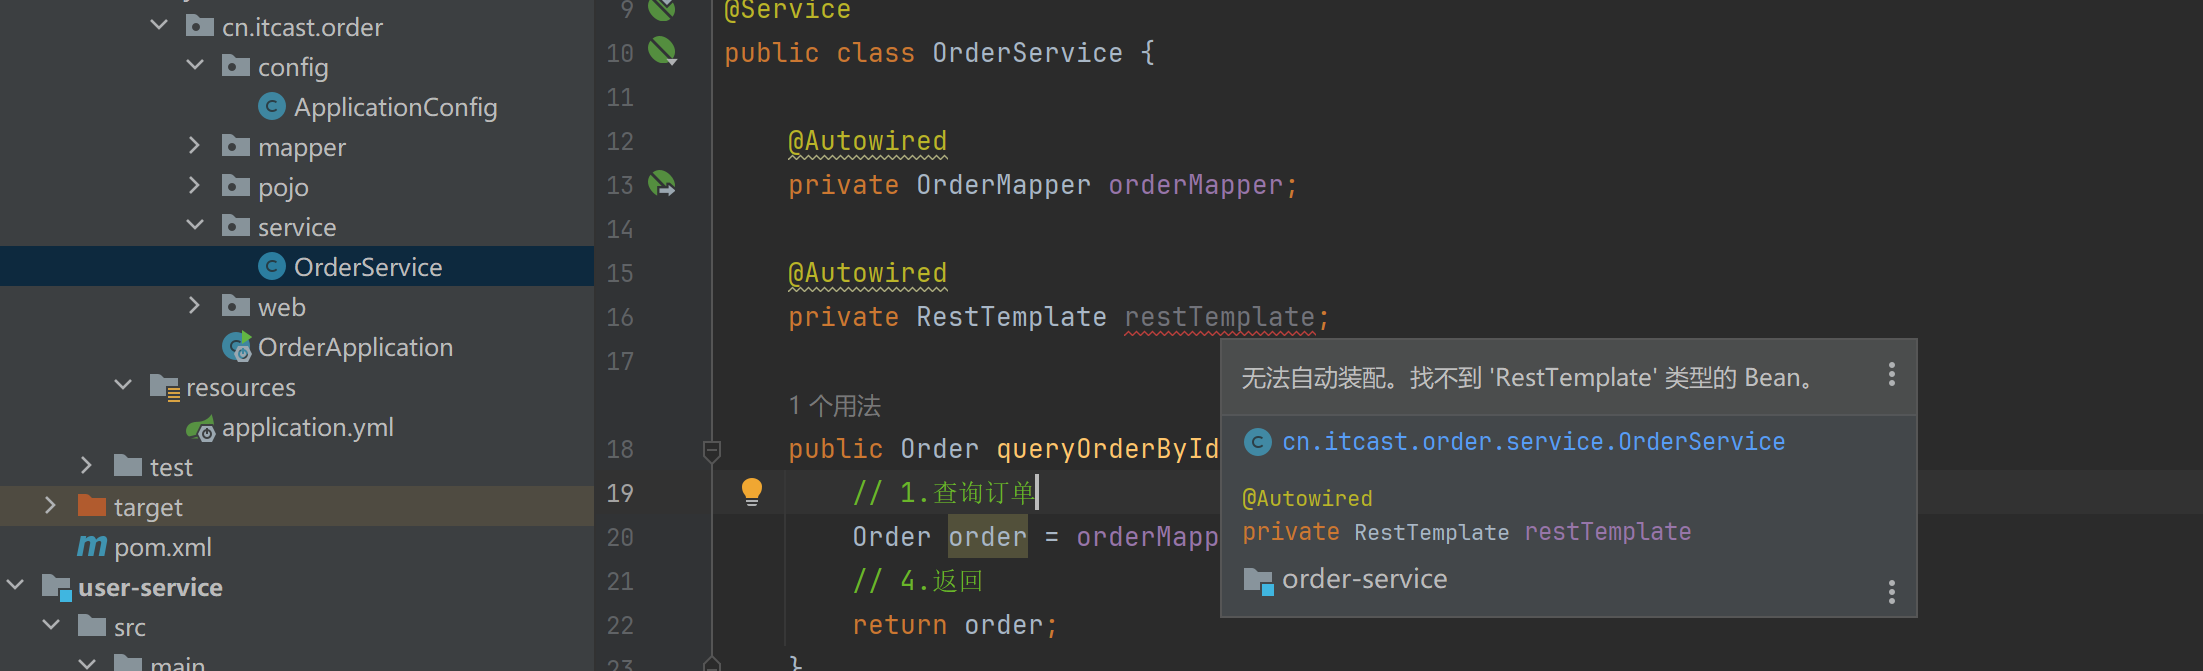 cn.itcast.order
config
ApplicationConfig
mapper
pojo
service
OrderService
web
OrderApplication
resources
application.yml
test
target
pom.xml
user-service
src
main
9 @Service
10 public class OrderService {
11
12 @Autowired
13 private OrderMapper orderMapper;
14
15 @Autowired
16 private RestTemplate restTemplate;
17
1 个用法
18 public Order queryOrderById
19 // 1.查询订单
20 Order order = orderMapp
21 // 4.返回
22 return order;
23 }
无法自动装配。找不到 'RestTemplate' 类型的 Bean。
cn.itcast.order.service.OrderService
@Autowired
private RestTemplate restTemplate
order-service